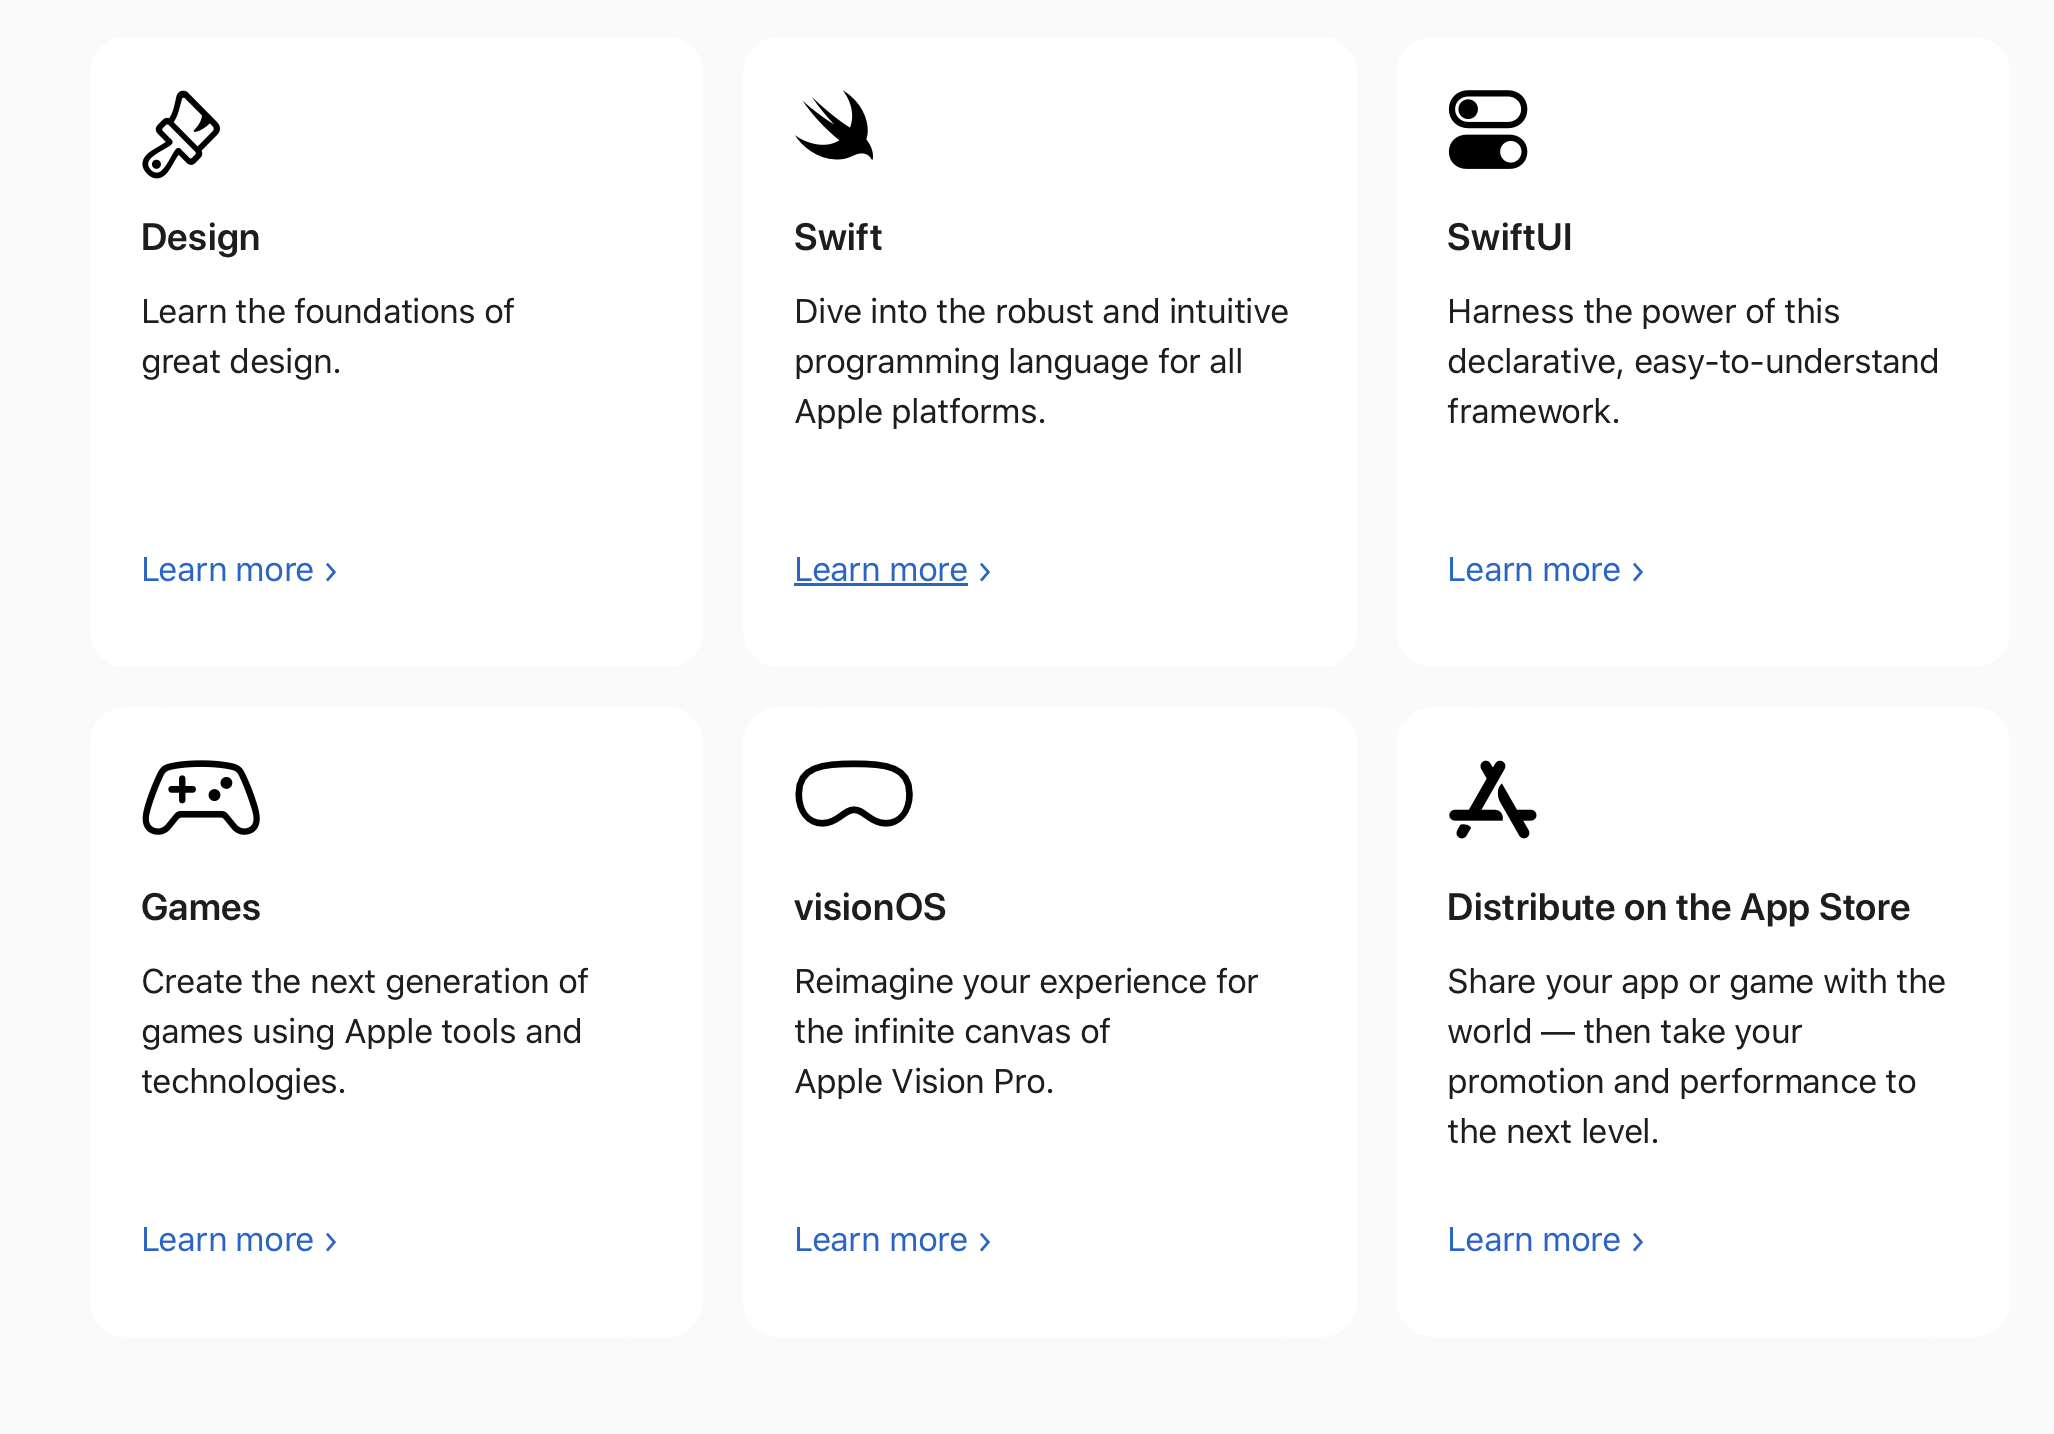 Design
Learn the foundations of
great design.
Learn more ›
Swift
Dive into the robust and intuitive
programming language for all
Apple platforms.
Learn more ›
SwiftUI
Harness the power of this
declarative, easy-to-understand
framework.
Learn more ›
Games
Create the next generation of
games using Apple tools and
technologies.
Learn more ›
visionOS
Reimagine your experience for
the infinite canvas of
Apple Vision Pro.
Learn more ›
Distribute on the App Store
Share your app or game with the
world — then take your
promotion and performance to
the next level.
Learn more ›